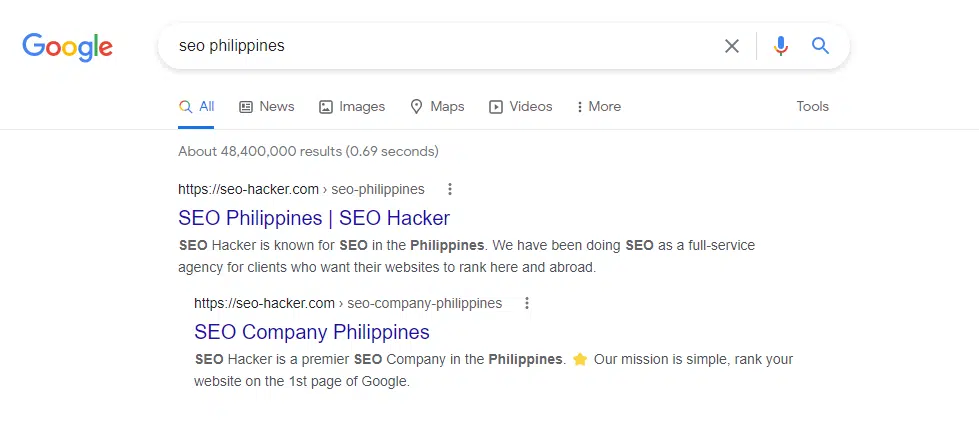 Google
seo philippines
All News Images Maps Videos More Tools
About 48,400,000 results (0.69 seconds)
https://seo-hacker.com › seo-philippines
SEO Philippines | SEO Hacker
SEO Hacker is known for SEO in the Philippines. We have been doing SEO as a full-service
agency for clients who want their websites to rank here and abroad.
https://seo-hacker.com › seo-company-philippines
SEO Company Philippines
SEO Hacker is a premier SEO Company in the Philippines. ⭐ Our mission is simple, rank your
website on the 1st page of Google.